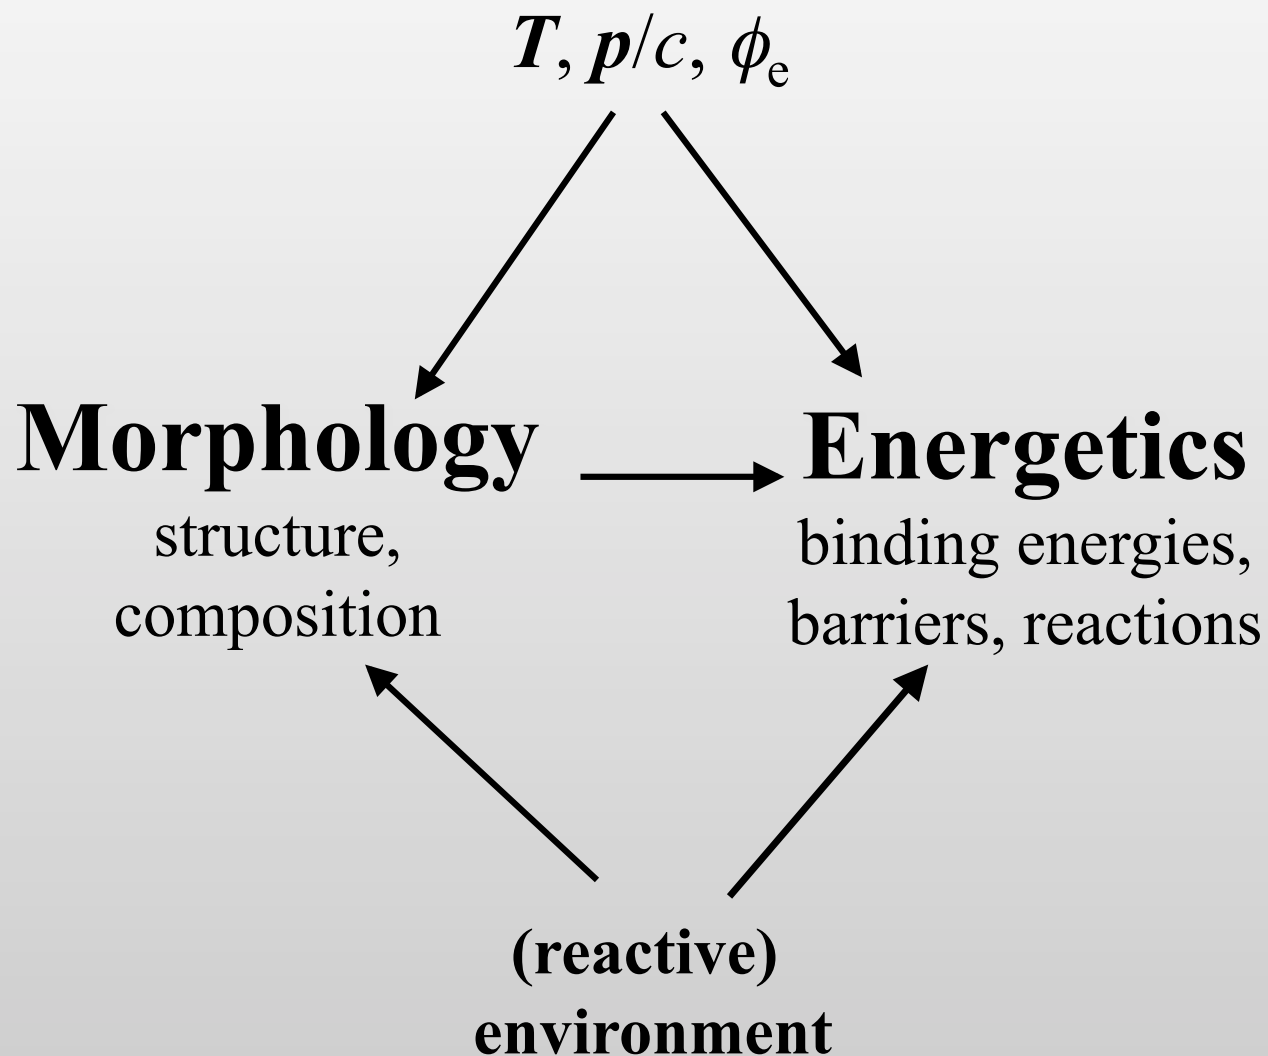 T, p/c, ϕe
Morphology
structure,
composition
Energetics
binding energies,
barriers, reactions
(reactive)
environment